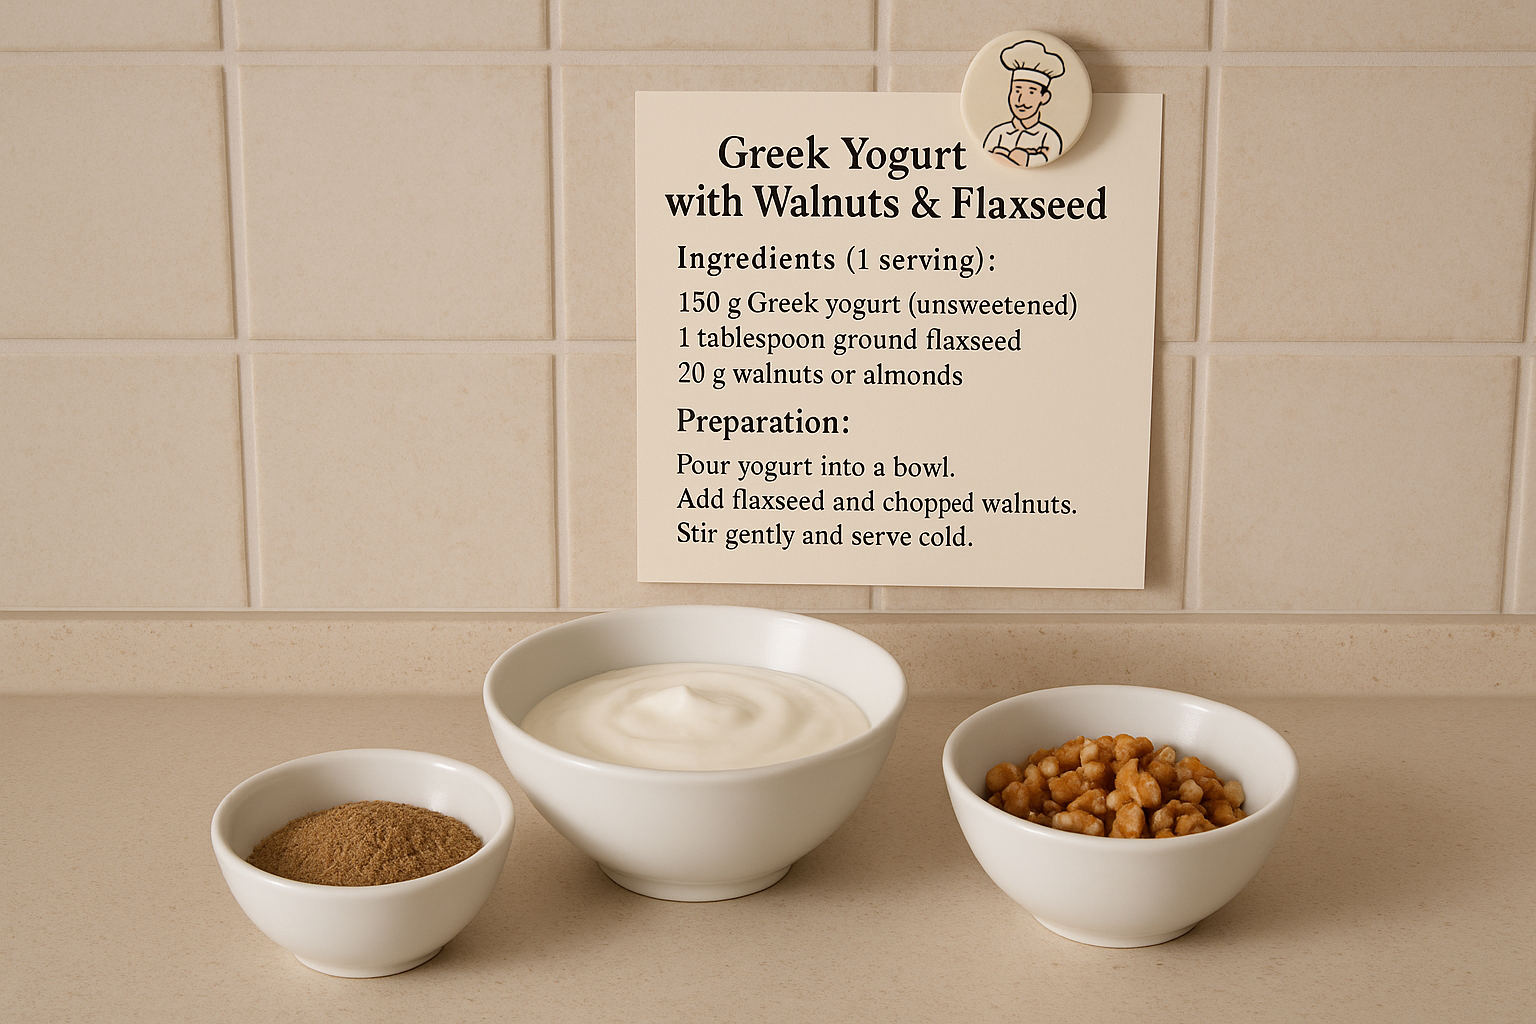 Greek Yogurt
with Walnuts & Flaxseed
Ingredients (1 serving):
150 g Greek yogurt (unsweetened)
1 tablespoon ground flaxseed
20 g walnuts or almonds
Preparation:
Pour yogurt into a bowl.
Add flaxseed and chopped walnuts.
Stir gently and serve cold.